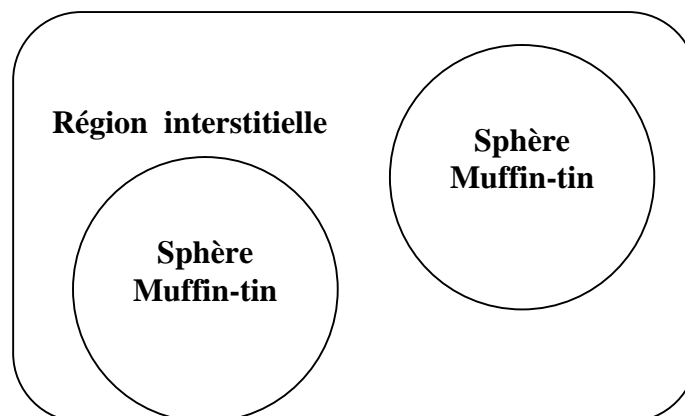 Région interstitielle
Sphère
Muffin-tin
Sphère
Muffin-tin